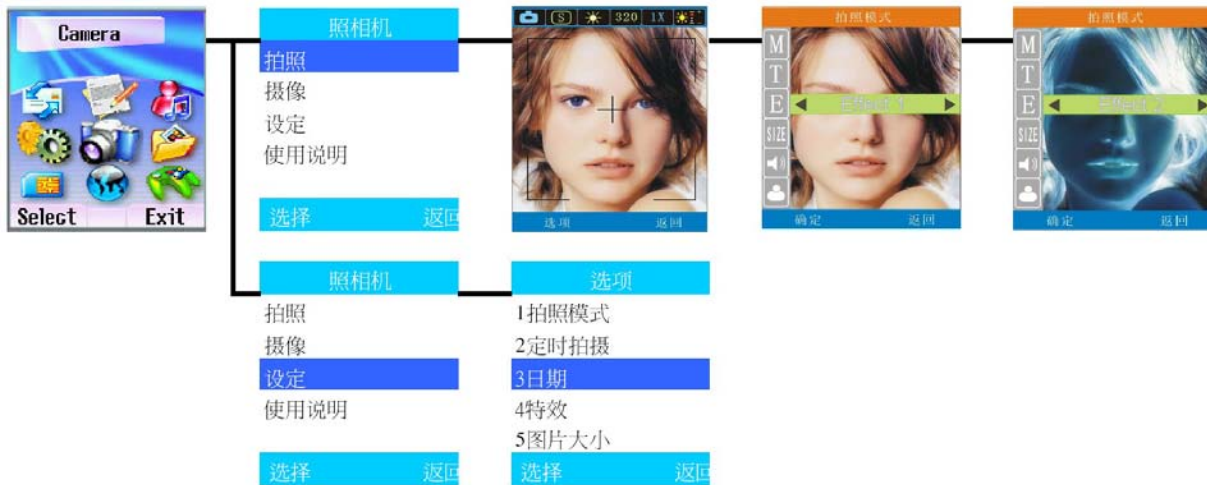 Camera
Select Exit
照相机
拍照
摄像
设定
使用说明
选择 返回
S 320 1X
选项 返回
拍照模式
M
T
E
SIZE
确定 返回
拍照模式
M
T
E
SIZE
确定 返回
照相机
拍照
摄像
设定
使用说明
选择 返回
选项
1拍照模式
2定时拍摄
3日期
4特效
5图片大小
选择 返回